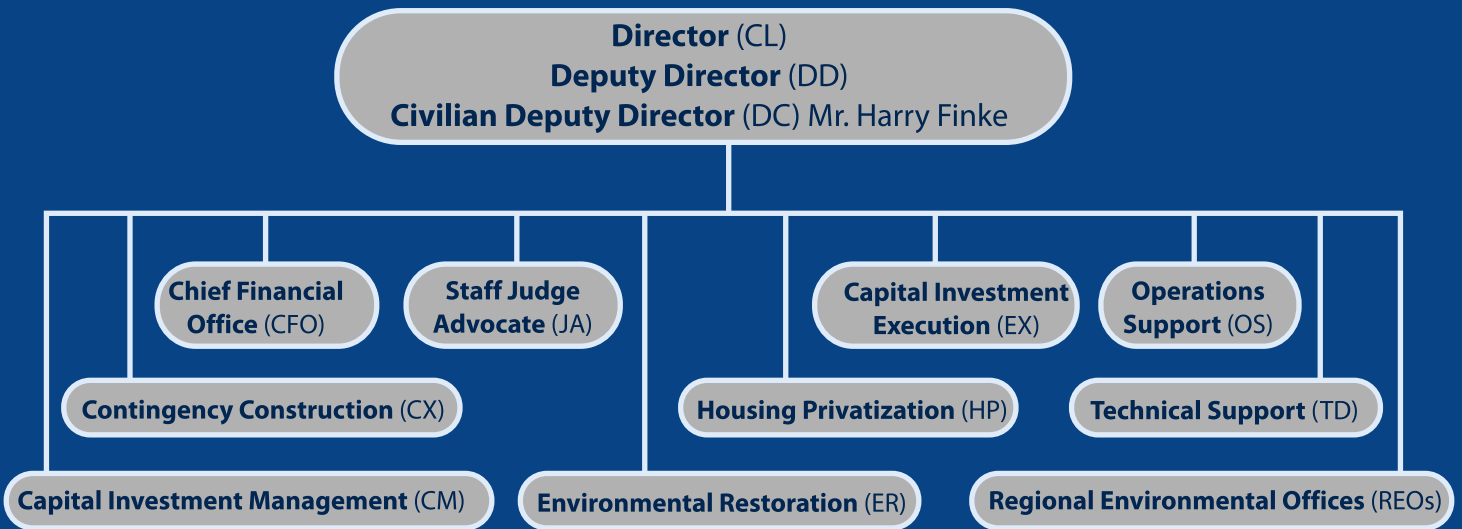 Director (CL)
Deputy Director (DD)
Civilian Deputy Director (DC) Mr. Harry Finke
Chief Financial
Office (CFO)
Staff Judge
Advocate (JA)
Capital Investment
Execution (EX)
Operations
Support (OS)
Contingency Construction (CX)
Housing Privatization (HP)
Technical Support (TD)
Capital Investment Management (CM)
Environmental Restoration (ER)
Regional Environmental Offices (REOs)